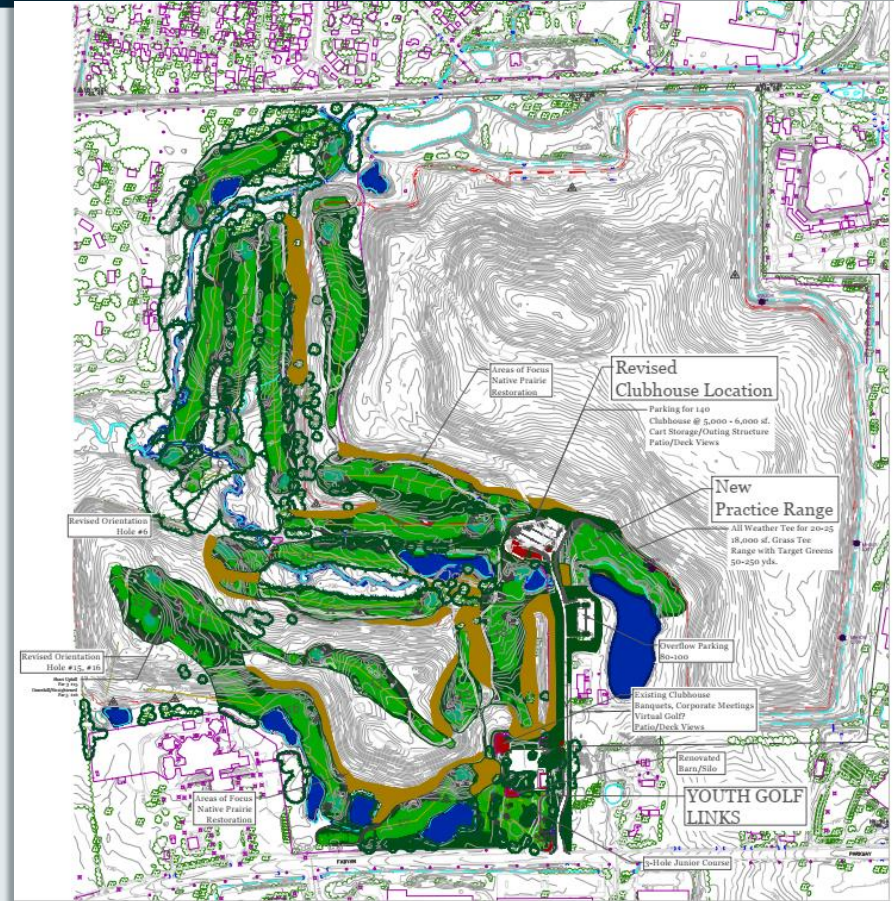 Areas of Focus
Native Prairie
Restoration
Revised
Clubhouse Location
Parking for 140
Clubhouse @ 5,000 - 6,000 sf.
Cart Storage/Outing Structure
Patio/Deck Views
New
Practice Range
All Weather Tee for 20-25
18,000 sf. Grass Tee
Range with Target Greens
50-250 yds.
Revised Orientation
Hole #6
Revised Orientation
Hole #15, #16
Overflow Parking
80-100
Existing Clubhouse
Banquets, Corporate Meetings
Virtual Golf?
Patio/Deck Views
Renovated
Barn/Silo
Areas of Focus
Native Prairie
Restoration
YOUTH GOLF
LINKS
3-Hole Junior Course
PARKWAY